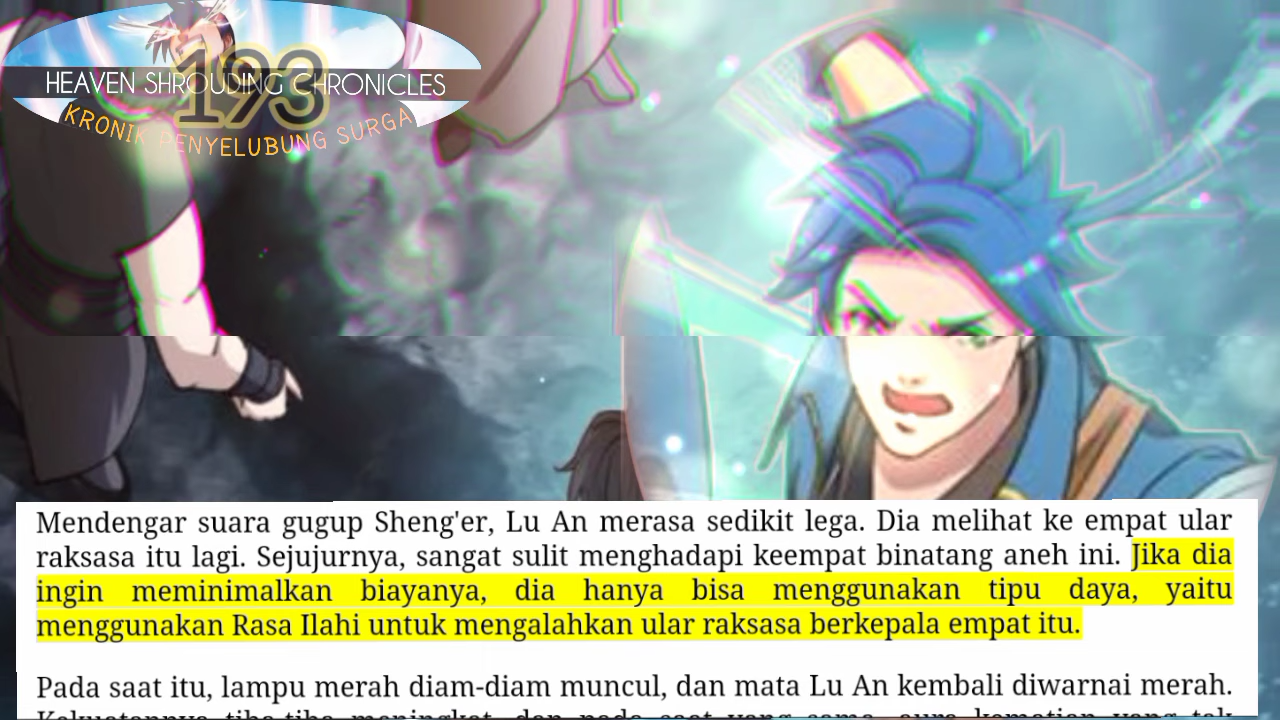 193
HEAVEN SHROUDING CHRONICLES
KRONIK PENYELUBUNG SURGA
Mendengar suara gugup Sheng'er, Lu An merasa sedikit lega. Dia melihat ke empat ular
raksasa itu lagi. Sejujurnya, sangat sulit menghadapi keempat binatang aneh ini. Jika dia
ingin meminimalkan biayanya, dia hanya bisa menggunakan tipu daya, yaitu
menggunakan Rasa Ilahi untuk mengalahkan ular raksasa berkepala empat itu.
Pada saat itu, lampu merah diam-diam muncul, dan mata Lu An kembali diwarnai merah.